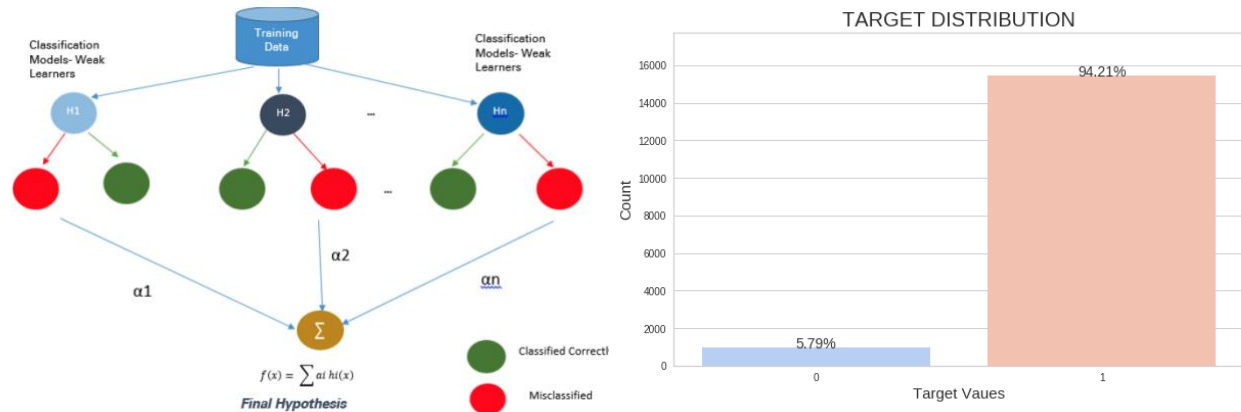 Training
Data
Classification
Models- Weak
Learners
Classification
Models- Weak
Learners
H1
H2
...
Hn
...
α1
α2
αn
Σ
f(x) = ∑ ai hi(x)
Final Hypothesis
Classified Correctl
Misclassified
TARGET DISTRIBUTION
Count
16000
14000
12000
10000
8000
6000
4000
2000
0
5.79%
94.21%
0
1
Target Vaues